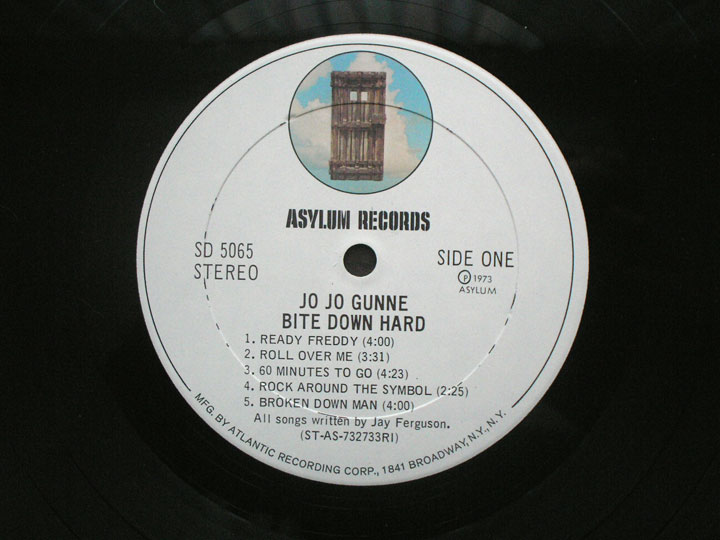 ASYLUM RECORDS
SD 5065
STEREO
SIDE ONE
Ⓟ 1973
ASYLUM
JO JO GUNNE
BITE DOWN HARD
1. READY FREDDY (4:00)
2. ROLL OVER ME (3:31)
3. 60 MINUTES TO GO (4:23)
4. ROCK AROUND THE SYMBOL (2:25)
5. BROKEN DOWN MAN (4:00)
All songs written by Jay Ferguson.
(ST-AS-732733RI)
MFG. BY ATLANTIC RECORDING CORP., 1841 BROADWAY, N.Y., N.Y.